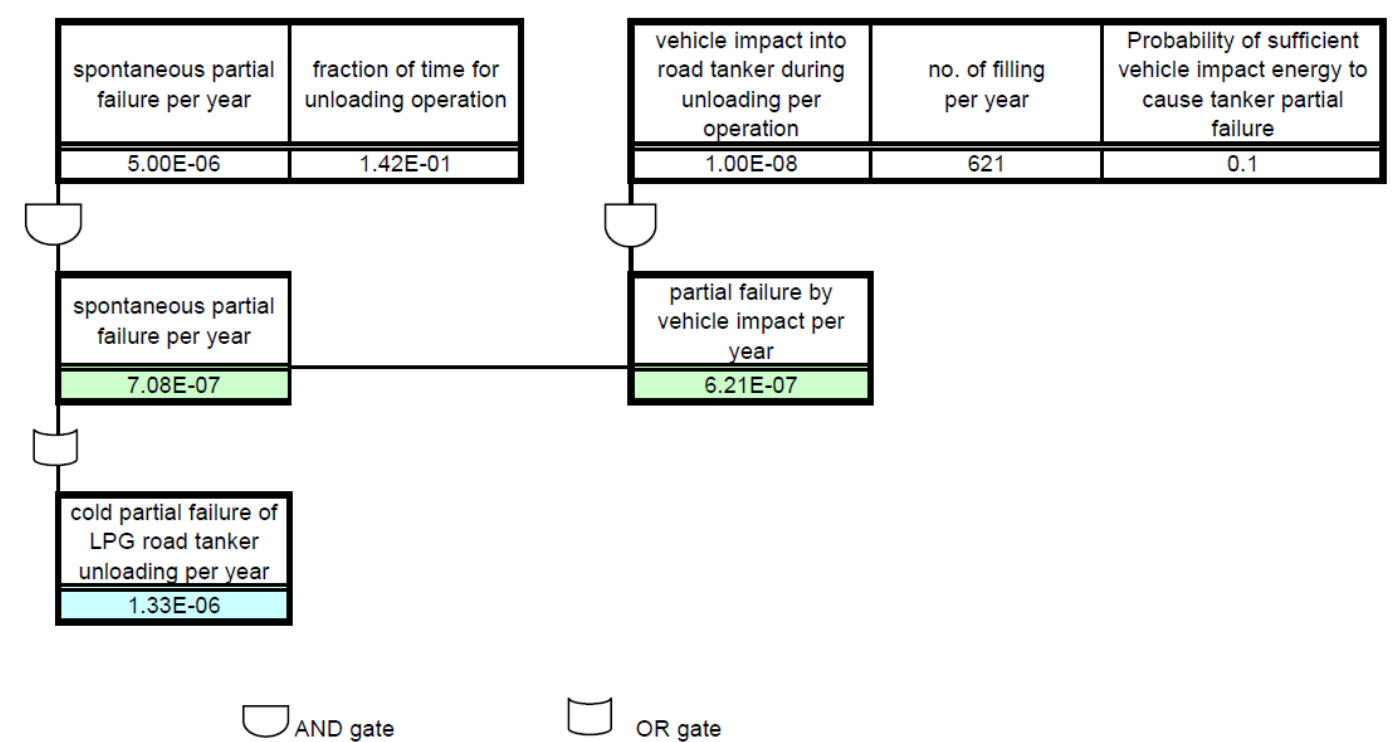 spontaneous partial
failure per year
fraction of time for
unloading operation
5.00E-06
1.42E-01
vehicle impact into
road tanker during
unloading per
operation
no. of filling
per year
Probability of sufficient
vehicle impact energy to
cause tanker partial
failure
1.00E-08
621
0.1
spontaneous partial
failure per year
7.08E-07
partial failure by
vehicle impact per
year
6.21E-07
cold partial failure of
LPG road tanker
unloading per year
1.33E-06
AND gate
OR gate